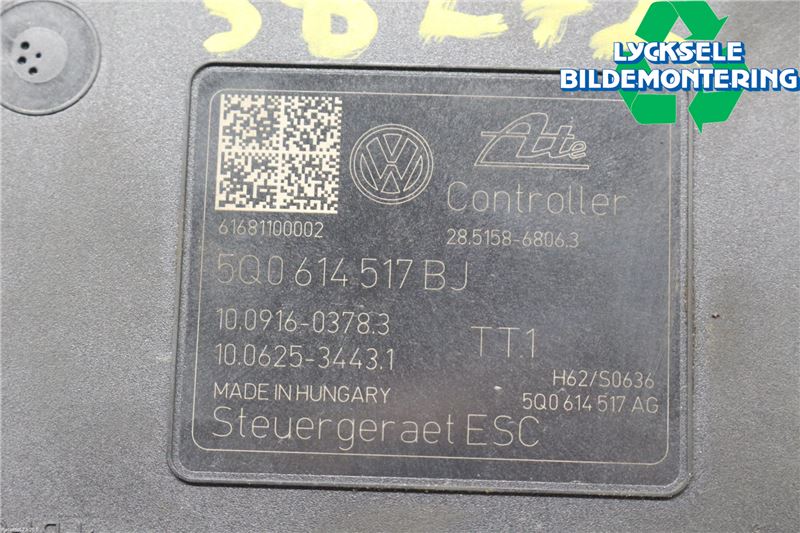 LYCKSELE
BILDEMONTERING
Ate
Controller
61681100002
28.5158-6806.3
5Q0 614 517 BJ
10.0916-0378.3
10.0625-3443.1
TT.1
H62/S0636
MADE IN HUNGARY
5Q0 614 517 AG
Steuergeraet ESC